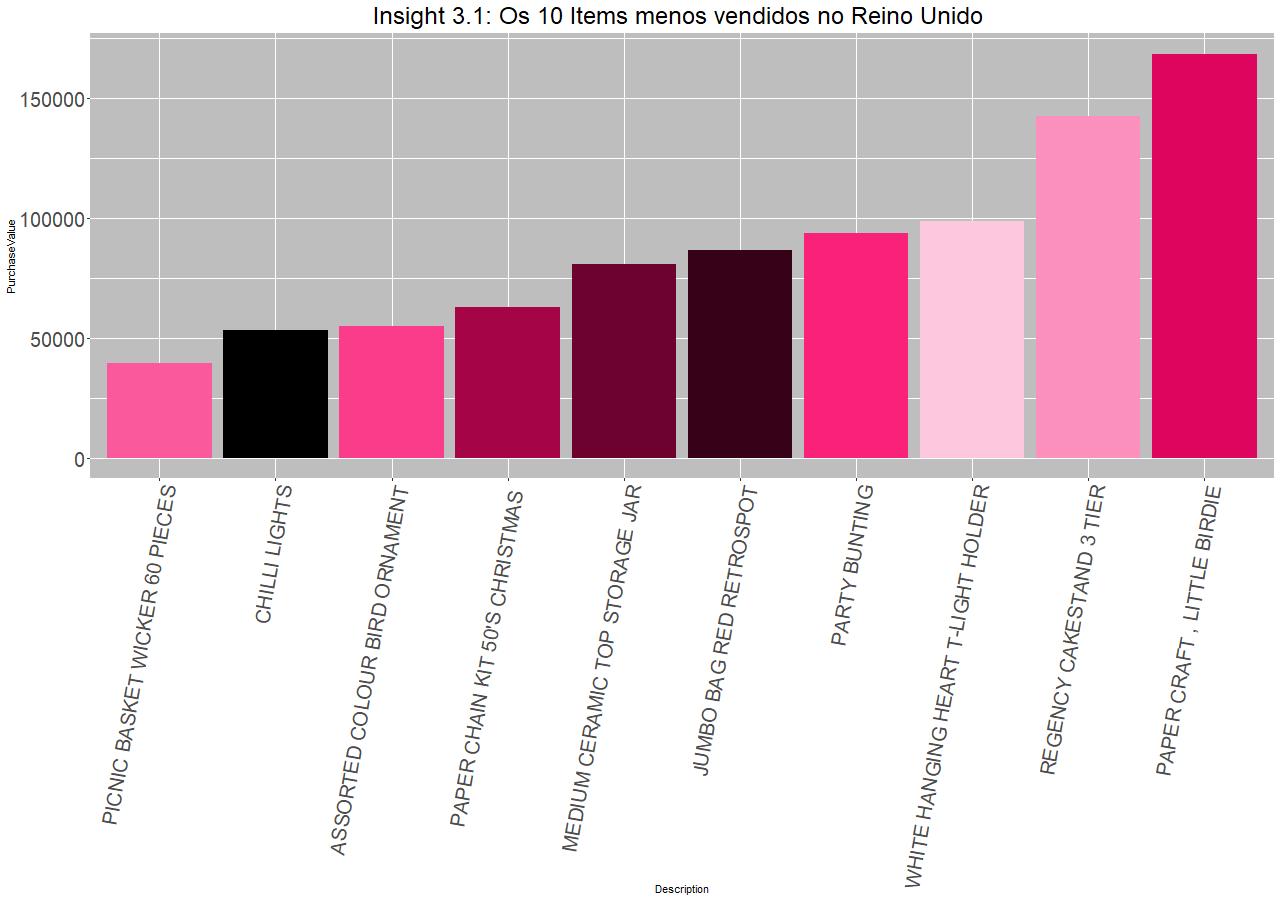 Insight 3.1: Os 10 Items menos vendidos no Reino Unido
PurchaseValue
150000
100000
50000
0
PICNIC BASKET WICKER 60 PIECES
CHILLI LIGHTS
ASSORTED COLOUR BIRD ORNAMENT
PAPER CHAIN KIT 50'S CHRISTMAS
MEDIUM CERAMIC TOP STORAGE JAR
JUMBO BAG RED RETROSPOT
PARTY BUNTING
WHITE HANGING HEART T-LIGHT HOLDER
REGENCY CAKESTAND 3 TIER
PAPER CRAFT , LITTLE BIRDIE
Description